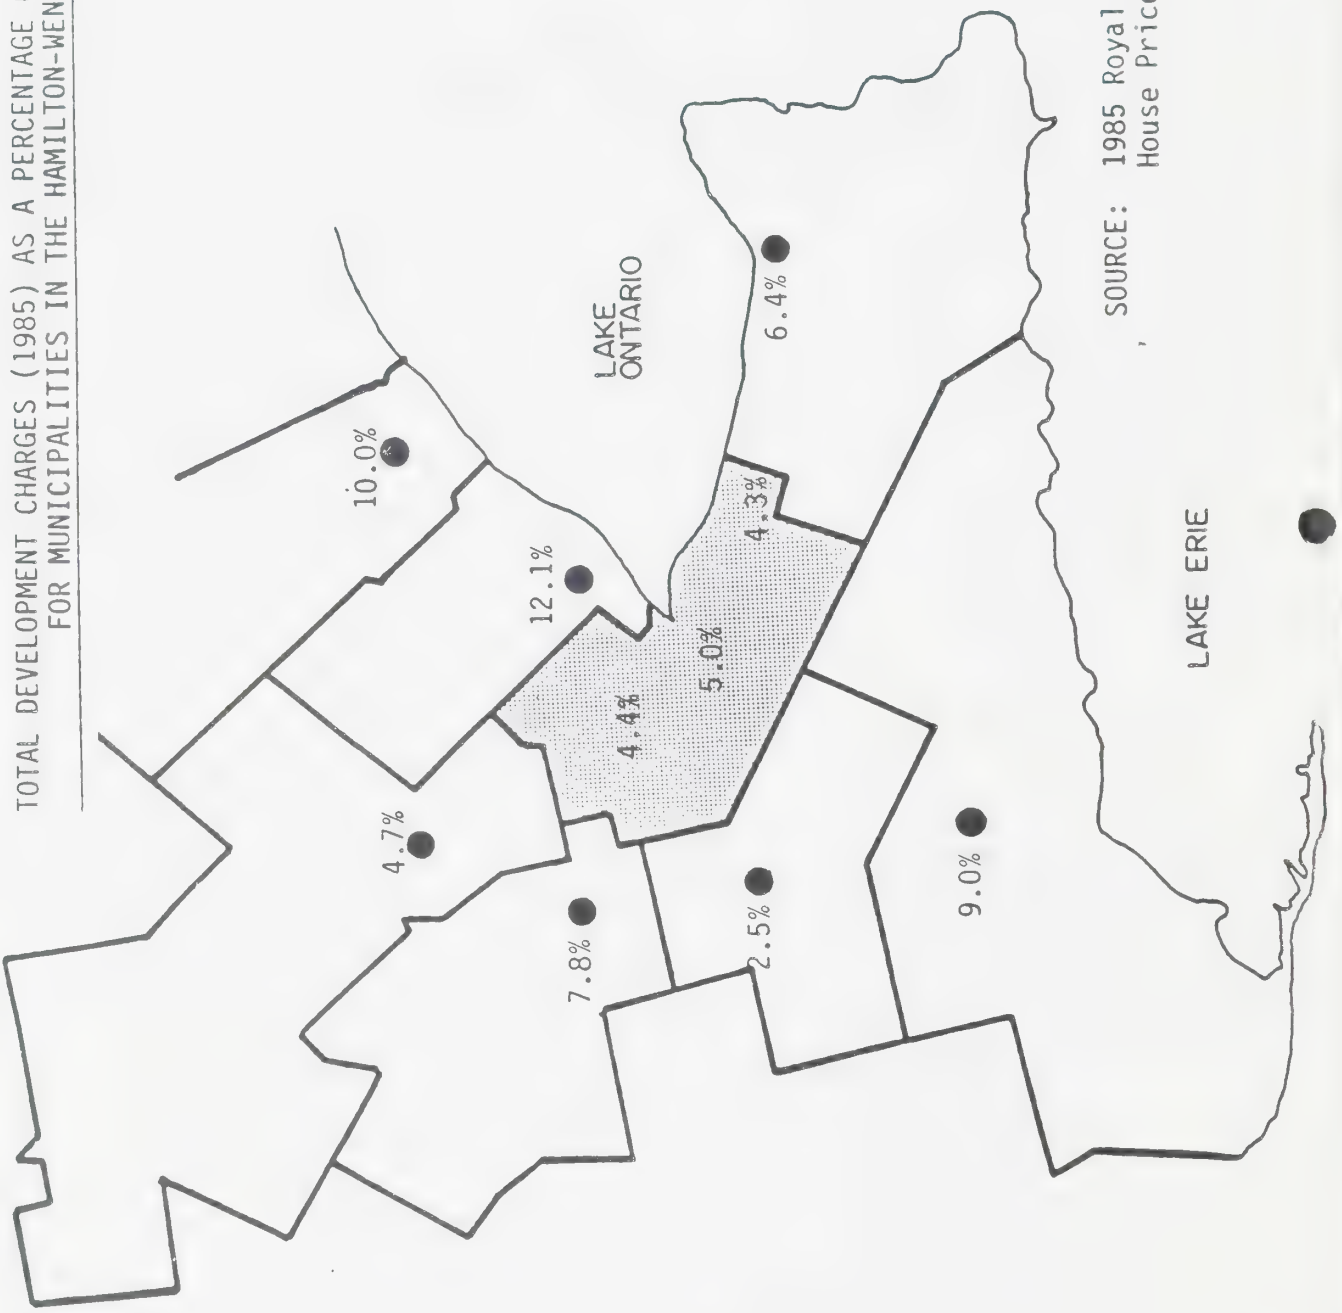 TOTAL DEVELOPMENT CHARGES (1985) AS A PERCENTAGE
FOR MUNICIPALITIES IN THE HAMILTON-WEN
10.0%
12.1%
4.7%
LAKE
ONTARIO
4.4%
5.0%
4.3%
6.4%
7.8%
2.5%
9.0%
LAKE ERIE
SOURCE: 1985 Royal
House Price